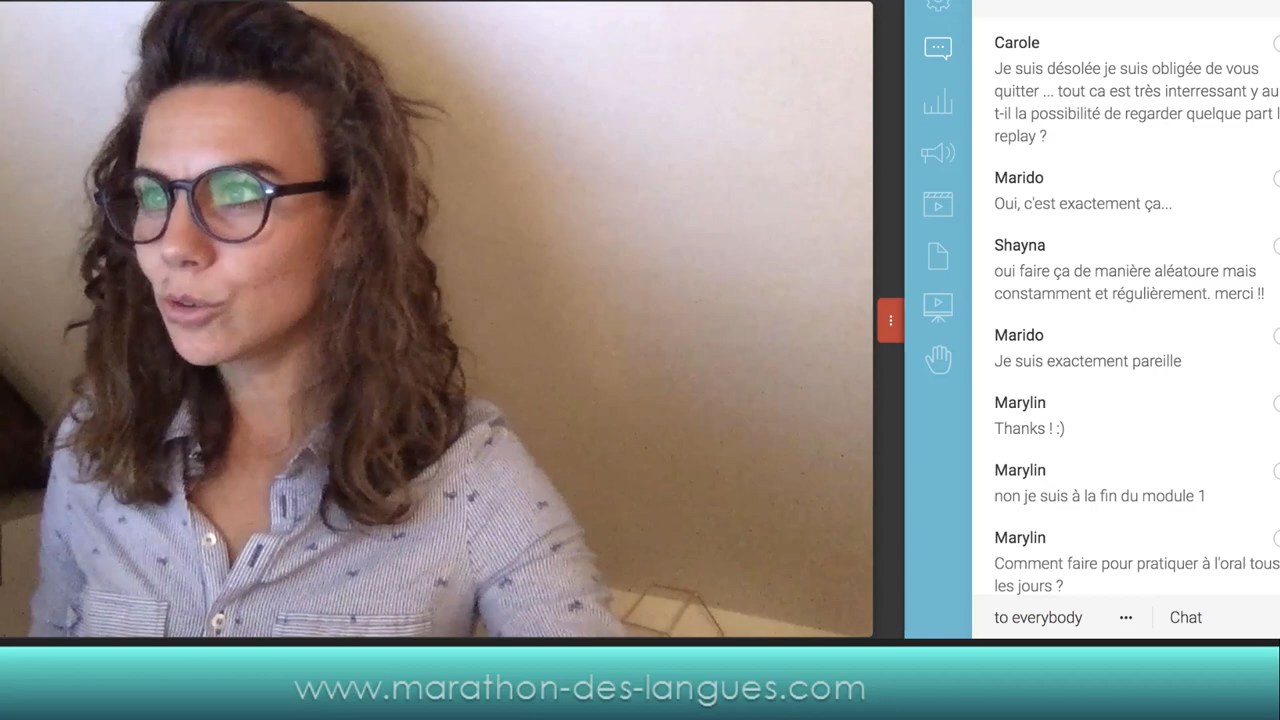 Carole
Je suis désolée je suis obligée de vous
quitter ... tout ca est très interressant y au
t-il la possibilité de regarder quelque part l
replay ?
Marido
Oui, c'est exactement ça...
Shayna
oui faire ça de manière aléatoure mais
constamment et régulièrement. merci !!
Marido
Je suis exactement pareille
Marylin
Thanks ! :)
Marylin
non je suis à la fin du module 1
Marylin
Comment faire pour pratiquer à l'oral tous
les jours ?
to everybody ••• Chat
www.marathon-des-langues.com